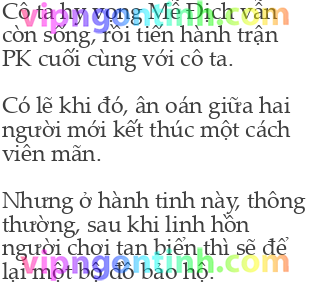 Cô ta hy vọng Mễ Địch vẫn
còn sống, rồi tiến hành trận
PK cuối cùng với cô ta.
Có lẽ khi đó, ân oán giữa hai
người mới kết thúc một cách
viên mãn.
Nhưng ở hành tinh này, thông
thường, sau khi linh hồn
người chơi tan biến thì sẽ để
lại một bộ đồ bảo hộ.
vipngontinh.com
vipngontinh.com